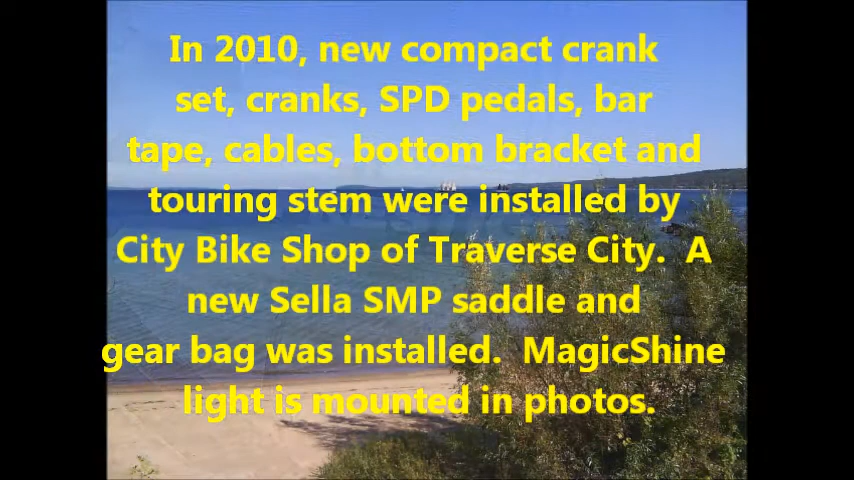 In 2010, new compact crank
set, cranks, SPD pedals, bar
tape, cables, bottom bracket and
touring stem were installed by
City Bike Shop of Traverse City.  A
new Sella SMP saddle and
gear bag was installed.  MagicShine
light is mounted in photos.